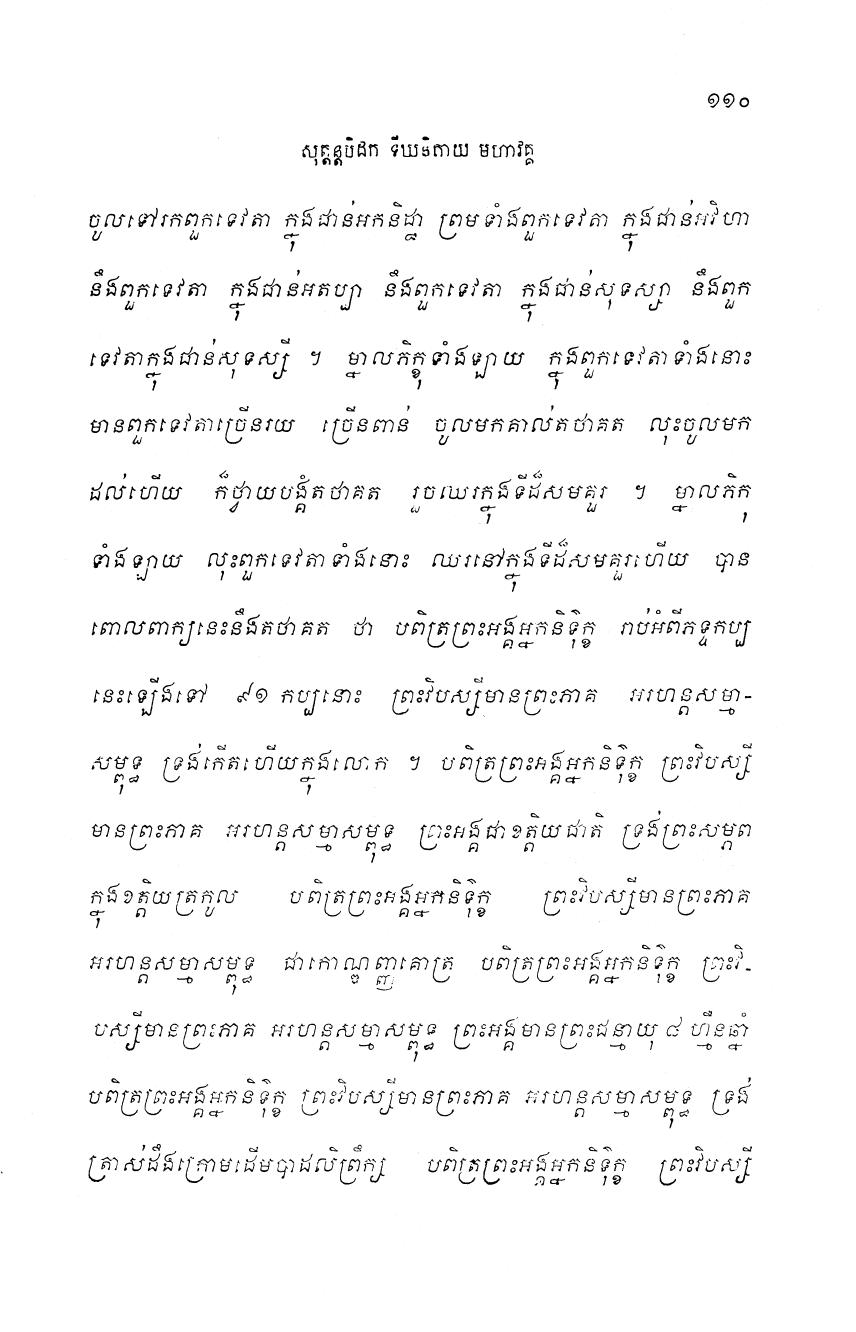 ១១០
សុត្តន្តបិដក ទីឃនិកាយ មហាវគ្គ
ចូលទៅរកពួកទេវតា ក្នុងជាន់អកនិដ្ឋា ព្រមទាំងពួកទេវតា ក្នុងជាន់អវិហា
នឹងពួកទេវតា ក្នុងជាន់អតប្បា នឹងពួកទេវតា ក្នុងជាន់សុទស្សា នឹងពួក
ទេវតាក្នុងជាន់សុទស្សី ។ ម្នាលភិក្ខុទាំងឡាយ ក្នុងពួកទេវតាទាំងនោះ
មានពួកទេវតាច្រើនរយ ច្រើនពាន់ ចូលមកគាល់តថាគត លុះចូលមក
ដល់ហើយ ក៏ថ្វាយបង្គំតថាគត រួចឈរក្នុងទីដ៏សមគួរ ។ ម្នាលភិក្ខុ
ទាំងឡាយ លុះពួកទេវតាទាំងនោះ ឈរនៅក្នុងទីដ៏សមគួរហើយ បាន
ពោលពាក្យនេះនឹងតថាគត ថា បពិត្រព្រះអង្គអ្នកនិទ៌ុក្ខ រាប់អំពីភទ្ទកប្ប
នេះឡើងទៅ ៩១ កប្បនោះ ព្រះវិបស្សីមានព្រះភាគ អរហន្តសម្មា-
សម្ពុទ្ធ ទ្រង់កើតហើយក្នុងលោក ។ បពិត្រព្រះអង្គអ្នកនិទ៌ុក្ខ ព្រះវិបស្សី
មានព្រះភាគ អរហន្តសម្មាសម្ពុទ្ធ ព្រះអង្គជាខត្តិយជាតិ ទ្រង់ព្រះសម្ភព
ក្នុងខត្តិយត្រកូល បពិត្រព្រះអង្គអ្នកនិទ៌ុក្ខ ព្រះវិបស្សីមានព្រះភាគ
អរហន្តសម្មាសម្ពុទ្ធ ជាកោណ្ឌញ្ញគោត្រ បពិត្រព្រះអង្គអ្នកនិទ៌ុក្ខ ព្រះវិ-
បស្សីមានព្រះភាគ អរហន្តសម្មាសម្ពុទ្ធ ព្រះអង្គមានព្រះជន្មាយុ ៨ ហ្មឺនឆ្នាំ
បពិត្រព្រះអង្គអ្នកនិទ៌ុក្ខ ព្រះវិបស្សីមានព្រះភាគ អរហន្តសម្មាសម្ពុទ្ធ ទ្រង់
ត្រាស់ដឹងក្រោមដើមបាដលិព្រឹក្ស បពិត្រព្រះអង្គអ្នកនិទ៌ុក្ខ ព្រះវិបស្សី